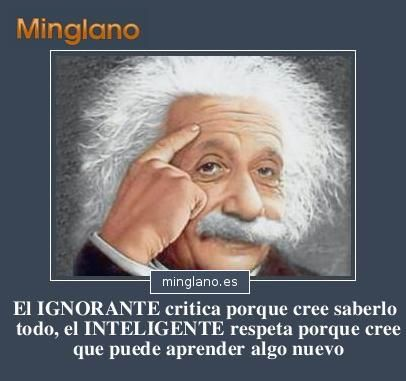 Minglano
minglano.es
El IGNORANTE critica porque cree saberlo
todo, el INTELIGENTE respeta porque cree
que puede aprender algo nuevo